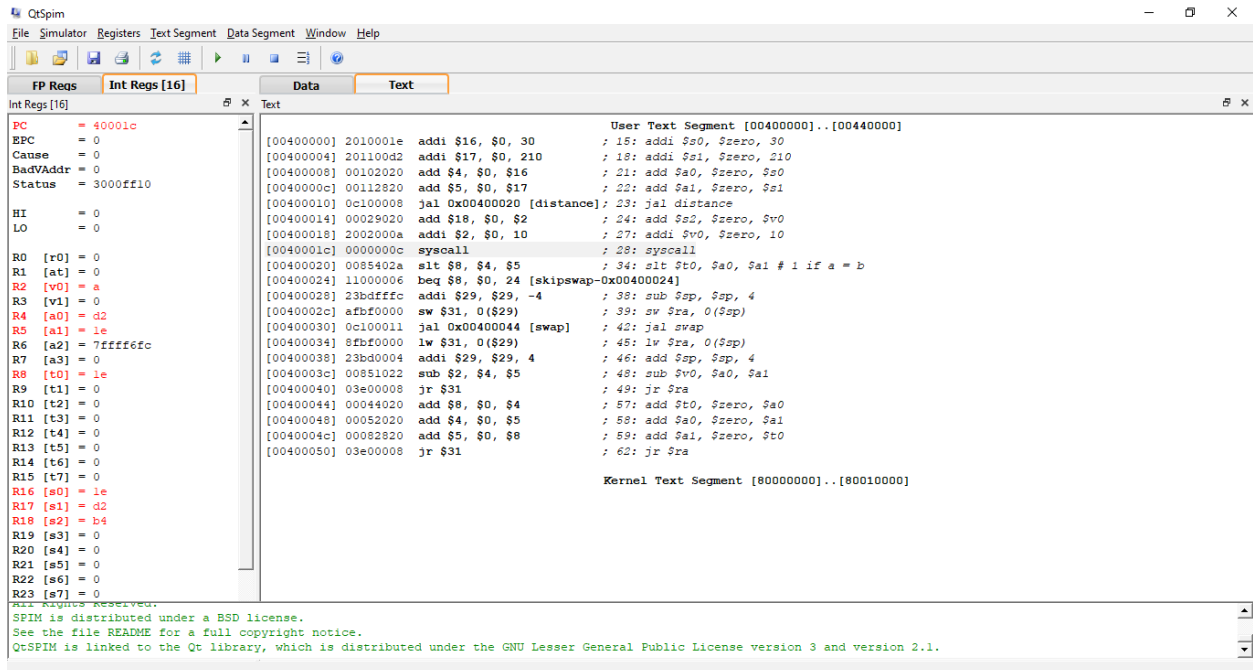 QtSpim
File Simulator Registers Text Segment Data Segment Window Help
FP Regs Int Regs [16] Data Text
Int Regs [16] Text
PC = 40001c
EPC = 0
Cause = 0
BadVAddr = 0
Status = 3000ff10
HI = 0
LO = 0
R0 [r0] = 0
R1 [at] = 0
R2 [v0] = a
R3 [v1] = 0
R4 [a0] = d2
R5 [a1] = 1e
R6 [a2] = 7ffff6fc
R7 [a3] = 0
R8 [t0] = 1e
R9 [t1] = 0
R10 [t2] = 0
R11 [t3] = 0
R12 [t4] = 0
R13 [t5] = 0
R14 [t6] = 0
R15 [t7] = 0
R16 [s0] = 1e
R17 [s1] = d2
R18 [s2] = b4
R19 [s3] = 0
R20 [s4] = 0
R21 [s5] = 0
R22 [s6] = 0
R23 [s7] = 0
User Text Segment [00400000]..[00440000]
[00400000] 2010001e addi $16, $0, 30 ; 15: addi $s0, $zero, 30
[00400004] 201100d2 addi $17, $0, 210 ; 18: addi $s1, $zero, 210
[00400008] 00102020 add $4, $0, $16 ; 21: add $a0, $zero, $s0
[0040000c] 00112820 add $5, $0, $17 ; 22: add $a1, $zero, $s1
[00400010] 0c100008 jal 0x00400020 [distance]; 23: jal distance
[00400014] 00029020 add $18, $0, $2 ; 24: add $s2, $zero, $v0
[00400018] 2002000a addi $2, $0, 10 ; 27: addi $v0, $zero, 10
[0040001c] 0000000c syscall ; 28: syscall
[00400020] 0085402a slt $8, $4, $5 ; 34: slt $t0, $a0, $a1 # 1 if a = b
[00400024] 11000006 beq $8, $0, 24 [skipswap-0x00400024]
[00400028] 23bdfffc addi $29, $29, -4 ; 38: sub $sp, $sp, 4
[0040002c] afbf0000 sw $31, 0($29) ; 39: sw $ra, 0($sp)
[00400030] 0c100011 jal 0x00400044 [swap] ; 42: jal swap
[00400034] 8fbf0000 lw $31, 0($29) ; 45: lw $ra, 0($sp)
[00400038] 23bd0004 addi $29, $29, 4 ; 46: add $sp, $sp, 4
[0040003c] 00851022 sub $2, $4, $5 ; 48: sub $v0, $a0, $a1
[00400040] 03e00008 jr $31 ; 49: jr $ra
[00400044] 00044020 add $8, $0, $4 ; 57: add $t0, $zero, $a0
[00400048] 00052020 add $4, $0, $5 ; 58: add $a0, $zero, $a1
[0040004c] 00082820 add $5, $0, $8 ; 59: add $a1, $zero, $t0
[00400050] 03e00008 jr $31 ; 62: jr $ra
Kernel Text Segment [80000000]..[80010000]
All Rights Reserved.
SPIM is distributed under a BSD license.
See the file README for a full copyright notice.
QtSPIM is linked to the Qt library, which is distributed under the GNU Lesser General Public License version 3 and version 2.1.